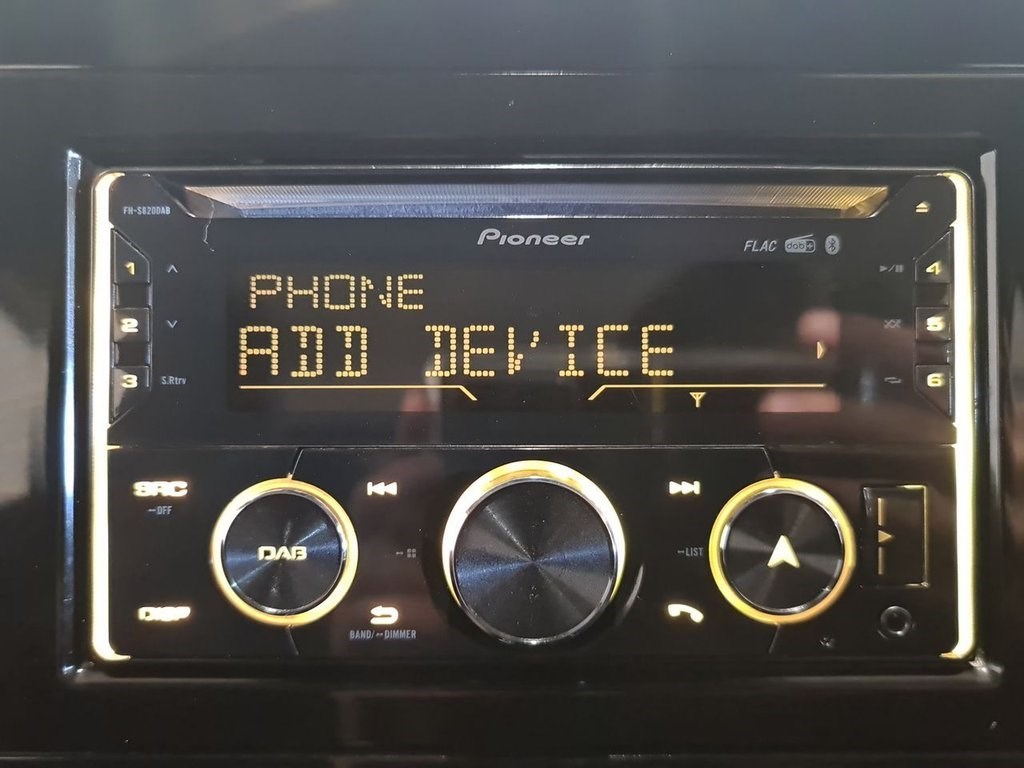 FH-S820DAB
Pioneer
FLAC dab+
1
4
PHONE
2
5
ADD DEVICE
3
S.Rtrv
6
SRC
OFF
LIST
DAB
DISP
BAND/ DIMMER